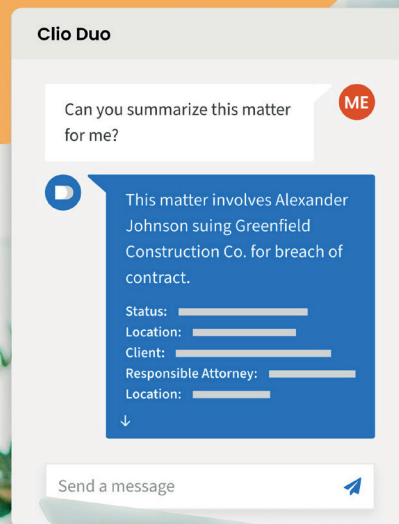 Clio Duo
Can you summarize this matter
for me?
ME
This matter involves Alexander
Johnson suing Greenfield
Construction Co. for breach of
contract.
Status:
Location:
Client:
Responsible Attorney:
Location:
Send a message